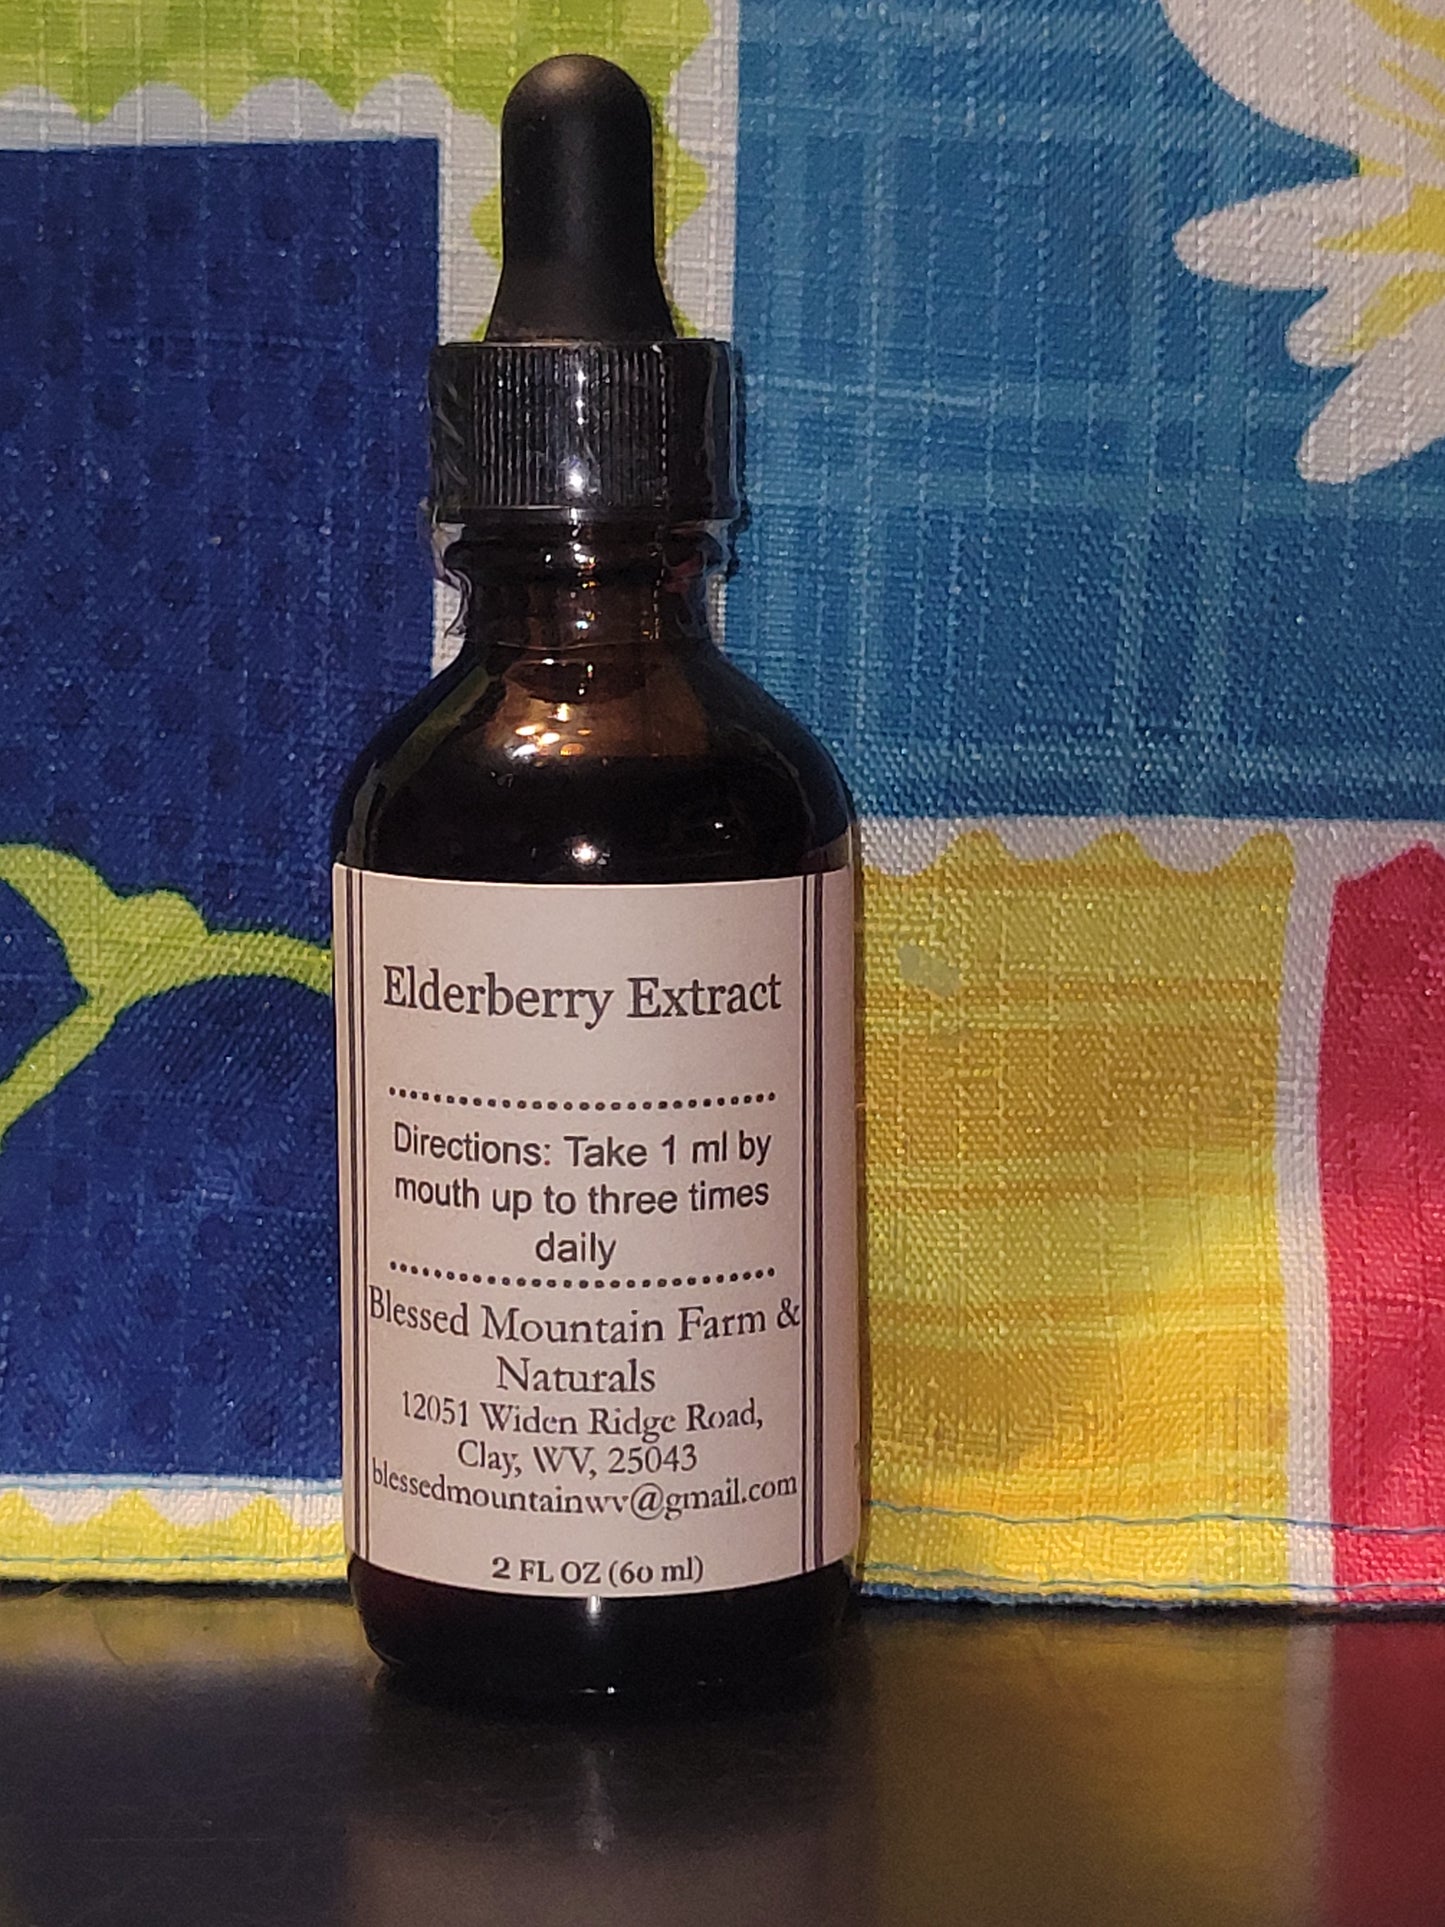 Elderberry Extract
Directions: Take 1 ml by
mouth up to three times
daily
Blessed Mountain Farm &
Naturals
12051 Widen Ridge Road,
Clay, WV, 25043
blessedmountainwv@gmail.com
2 FL OZ (60 ml)